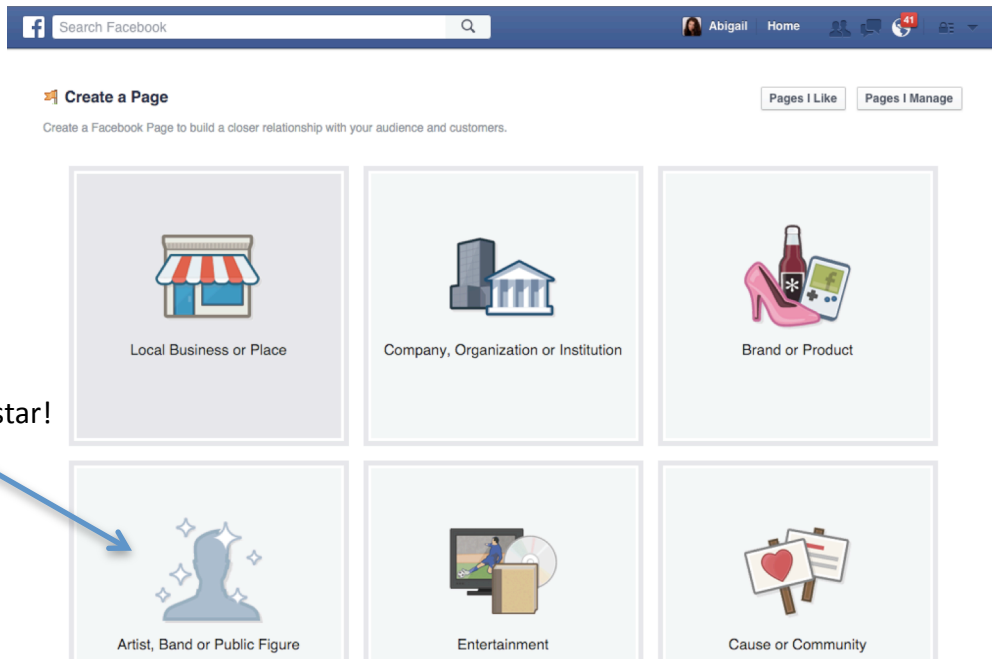 f Search Facebook Abigail Home 41
Create a Page Pages I Like Pages I Manage
Create a Facebook Page to build a closer relationship with your audience and customers.
Local Business or Place Company, Organization or Institution Brand or Product
star!
Artist, Band or Public Figure Entertainment Cause or Community